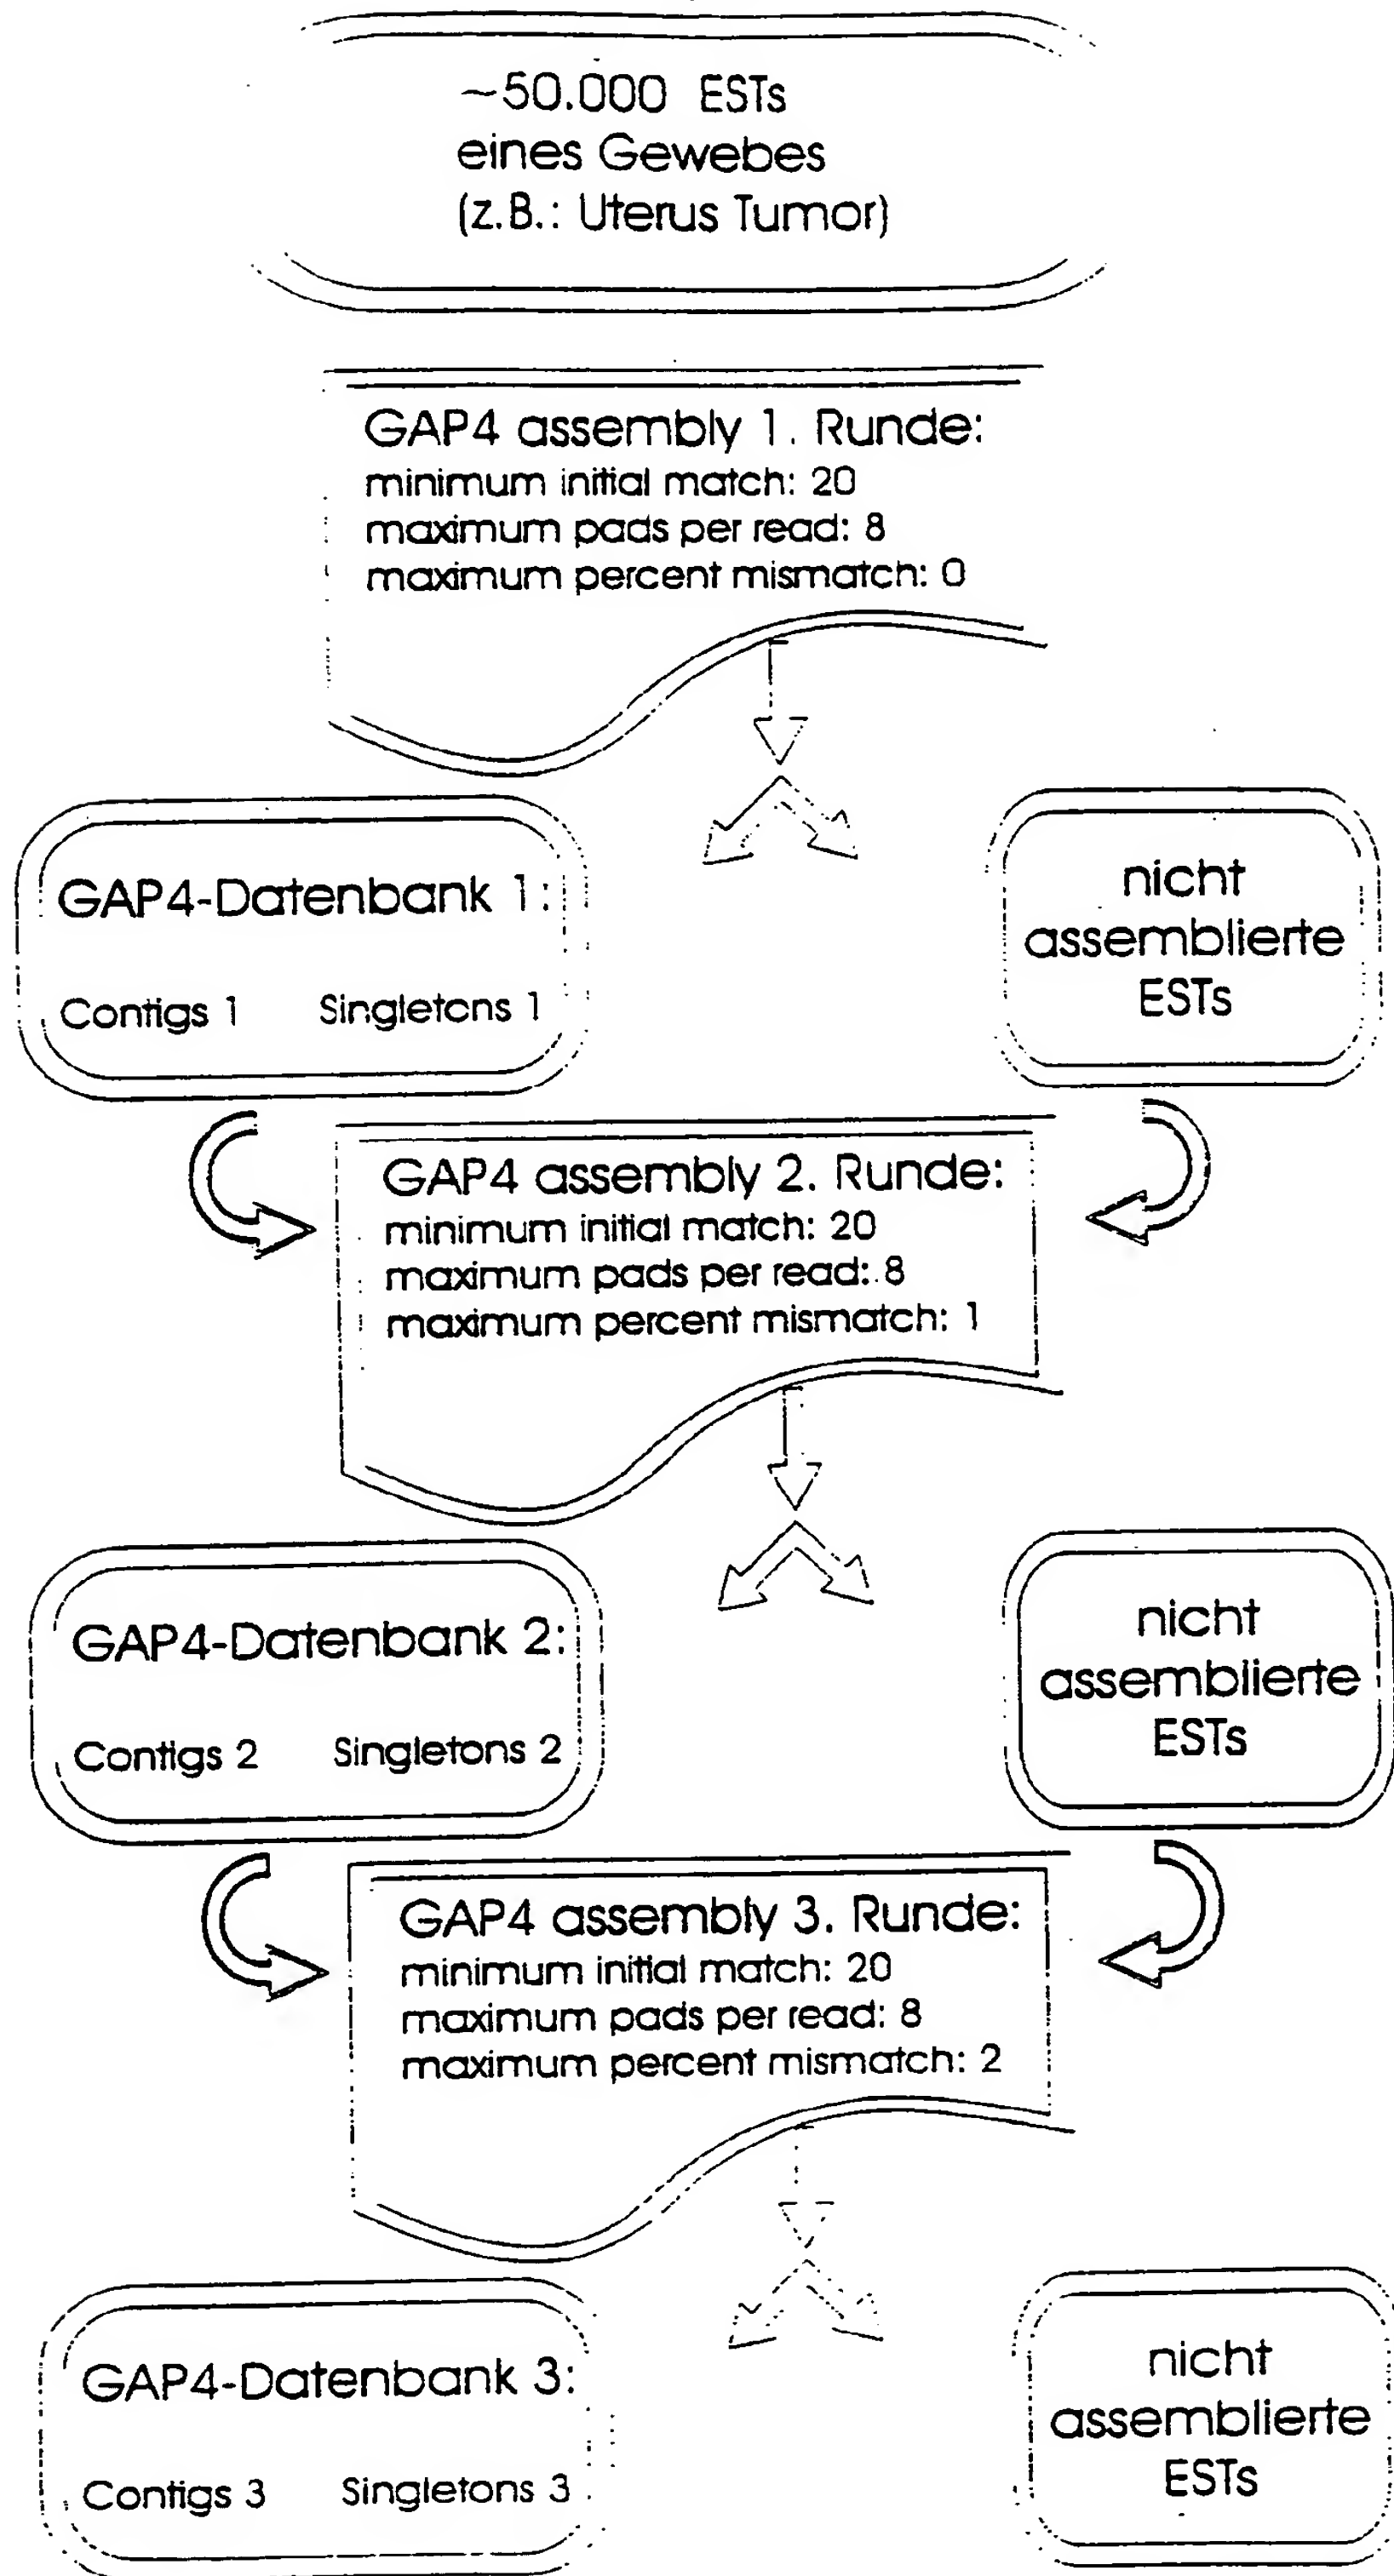 ~50.000 ESTs
eines Gewebes
(z.B.: Uterus Tumor)
GAP4 assembly 1. Runde:
minimum initial match: 20
maximum pads per read: 8
maximum percent mismatch: 0
GAP4-Datenbank 1:
Contigs 1 Singletons 1
nicht
assemblierte
ESTs
GAP4 assembly 2. Runde:
minimum initial match: 20
maximum pads per read: 8
maximum percent mismatch: 1
GAP4-Datenbank 2:
Contigs 2 Singletons 2
nicht
assemblierte
ESTs
GAP4 assembly 3. Runde:
minimum initial match: 20
maximum pads per read: 8
maximum percent mismatch: 2
GAP4-Datenbank 3:
Contigs 3 Singletons 3
nicht
assemblierte
ESTs